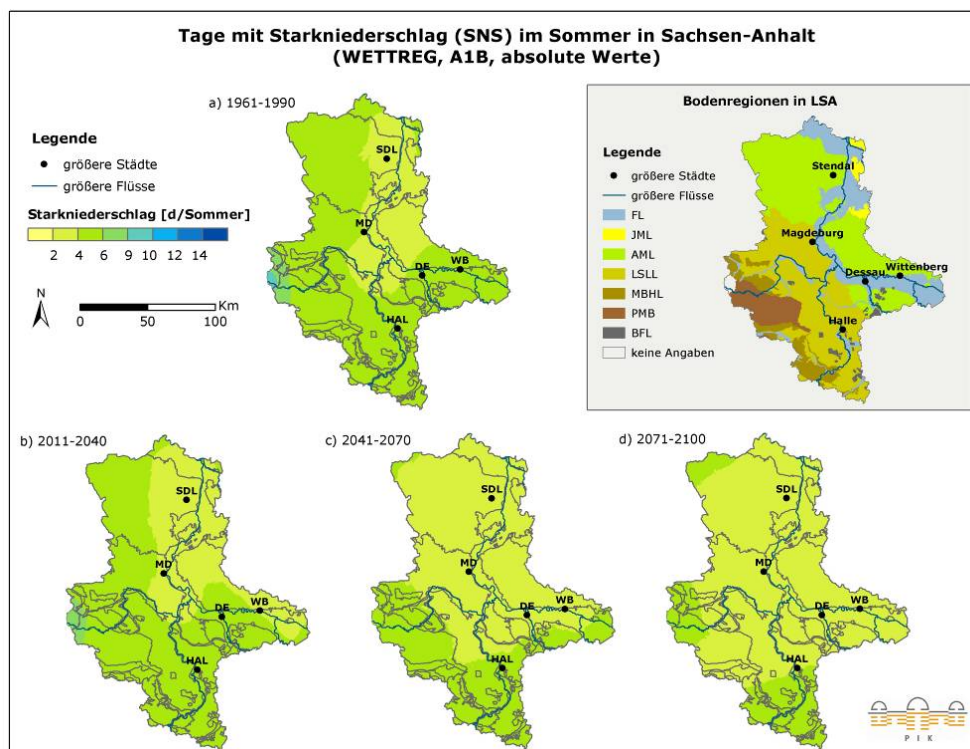 Tage mit Starkniederschlag (SNS) im Sommer in Sachsen-Anhalt
(WETTREG, A1B, absolute Werte)
a) 1961-1990
Legende
größere Städte
größere Flüsse
Starkniederschlag [d/Sommer]
2 4 6 8 10 12 14
N
Km
0 50 100
SDL
MD
DE
WB
HAL
Bodenregionen in LSA
Legende
größere Städte
größere Flüsse
FL
JML
AML
LSLL
MBHL
PMB
BFL
keine Angaben
Stendal
Magdeburg
Dessau
Wittenberg
Halle
b) 2011-2040
SDL
MD
DE
WB
HAL
c) 2041-2070
SDL
MD
DE
WB
HAL
d) 2071-2100
SDL
MD
DE
WB
HAL
P I K